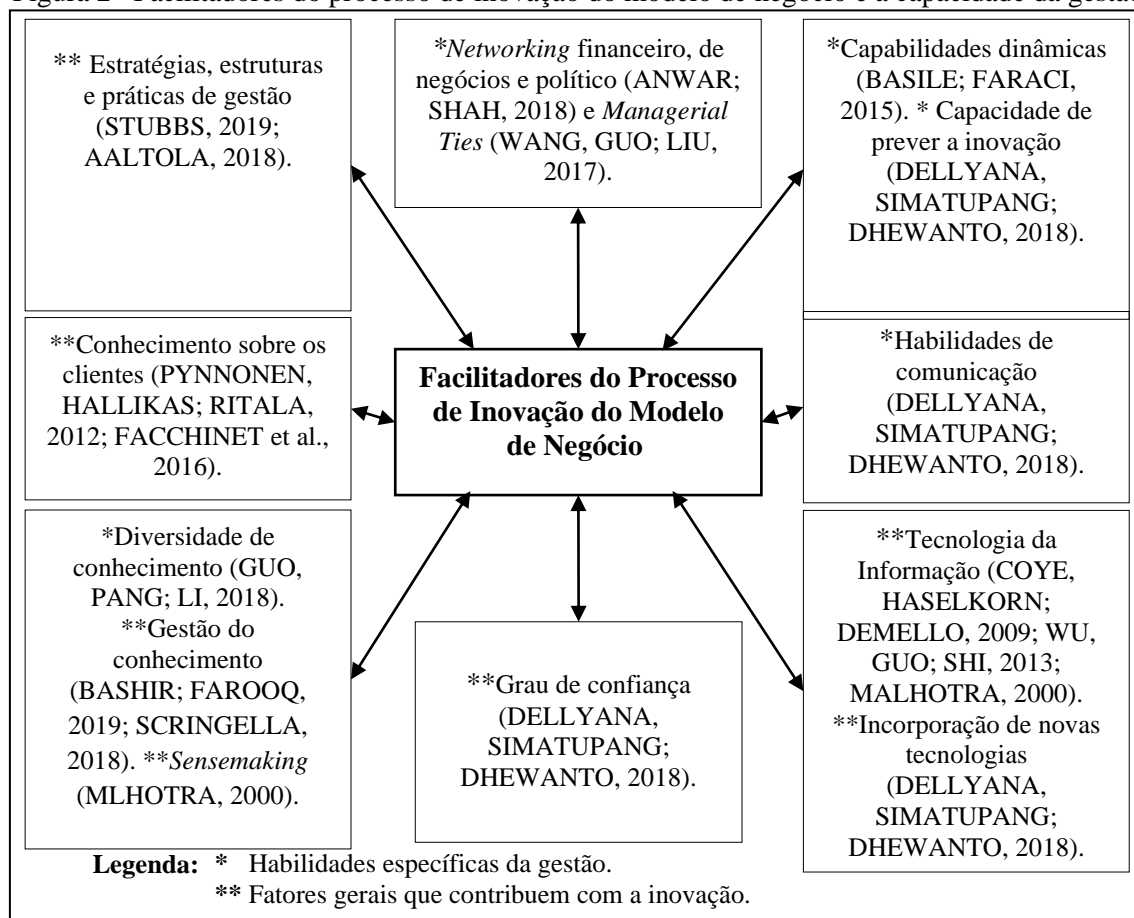 Figura 2 - Facilitadores do processo de inovação do modelo de negócio e a capacidade da gestão
** Estratégias, estruturas
e práticas de gestão
(STUBBS, 2019;
AALTOLA, 2018).
*Networking financeiro, de
negócios e político (ANWAR;
SHAH, 2018) e Managerial
Ties (WANG, GUO; LIU,
2017).
*Capabilidades dinâmicas
(BASILE; FARACI,
2015). * Capacidade de
prever a inovação
(DELLYANA,
SIMATUPANG;
DHEWANTO, 2018).
**Conhecimento sobre os
clientes (PYNNONEN,
HALLIKAS; RITALA,
2012; FACCHINET et al.,
2016).
Facilitadores do Processo
de Inovação do Modelo
de Negócio
*Habilidades de
comunicação
(DELLYANA,
SIMATUPANG;
DHEWANTO, 2018).
*Diversidade de
conhecimento (GUO,
PANG; LI, 2018).
**Gestão do
conhecimento
(BASHIR; FAROOQ,
2019; SCRINGELLA,
2018). **Sensemaking
(MLHOTRA, 2000).
**Grau de confiança
(DELLYANA,
SIMATUPANG;
DHEWANTO, 2018).
**Tecnologia da
Informação (COYE,
HASELKORN;
DEMELLO, 2009; WU,
GUO; SHI, 2013;
MALHOTRA, 2000).
**Incorporação de novas
tecnologias
(DELLYANA,
SIMATUPANG;
DHEWANTO, 2018).
Legenda: * Habilidades específicas da gestão.
** Fatores gerais que contribuem com a inovação.